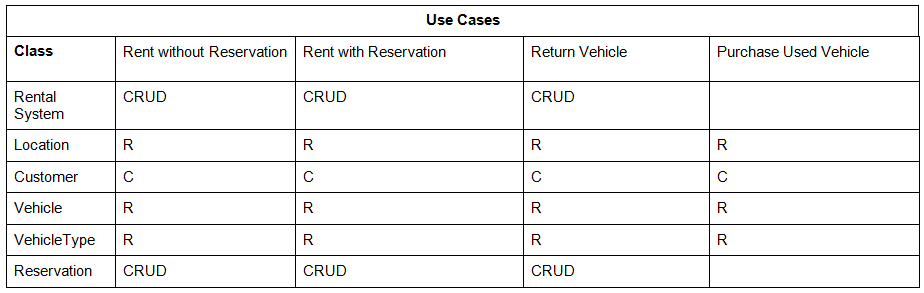 Use Cases
Class Rent without Reservation Rent with Reservation Return Vehicle Purchase Used Vehicle
Rental System CRUD CRUD CRUD
Location R R R R
Customer C C C C
Vehicle R R R R
VehicleType R R R R
Reservation CRUD CRUD CRUD